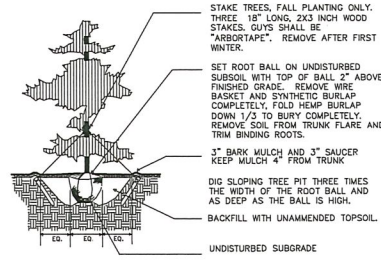 STAKE TREES, FALL PLANTING ONLY.
THREE 18" LONG, 2X3 INCH WOOD
STAKES. GUYS SHALL BE
"ARBORTAPE". REMOVE AFTER FIRST
WINTER.
SET ROOT BALL ON UNDISTURBED
SUBSOIL WITH TOP OF BALL 2" ABOVE
FINISHED GRADE. REMOVE WIRE
BASKET AND SYNTHETIC BURLAP
COMPLETELY, FOLD HEMP BURLAP
DOWN 1/3 TO BURY COMPLETELY.
REMOVE SOIL FROM TRUNK FLARE AND
TRIM BINDING ROOTS.
3" BARK MULCH AND 3" SAUCER
KEEP MULCH 4" FROM TRUNK
DIG SLOPING TREE PIT THREE TIMES
THE WIDTH OF THE ROOT BALL AND
AS DEEP AS THE BALL IS HIGH.
BACKFILL WITH UNAMMENDED TOPSOIL.
EQ. EQ. EQ.
UNDISTURBED SUBGRADE